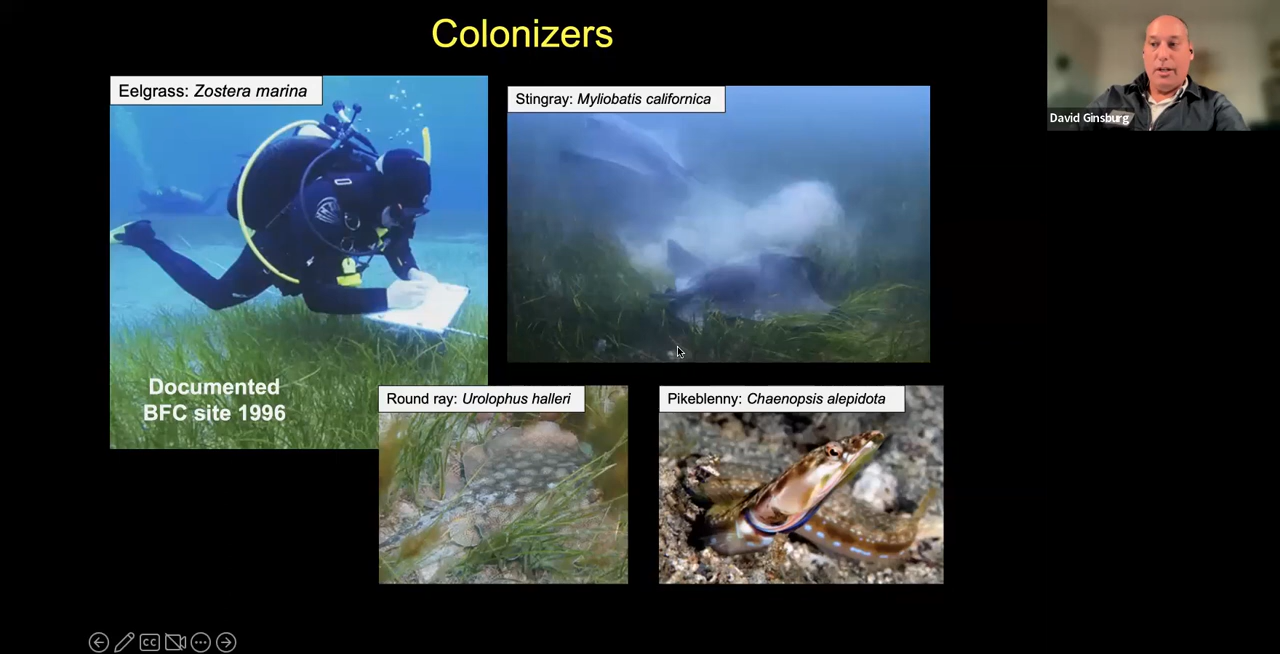 Colonizers
Eelgrass: Zostera marina
Stingray: Myliobatis californica
David Ginsburg
Documented
BFC site 1996
Round ray: Urolophus halleri
Pikeblenny: Chaenopsis alepidota
CC